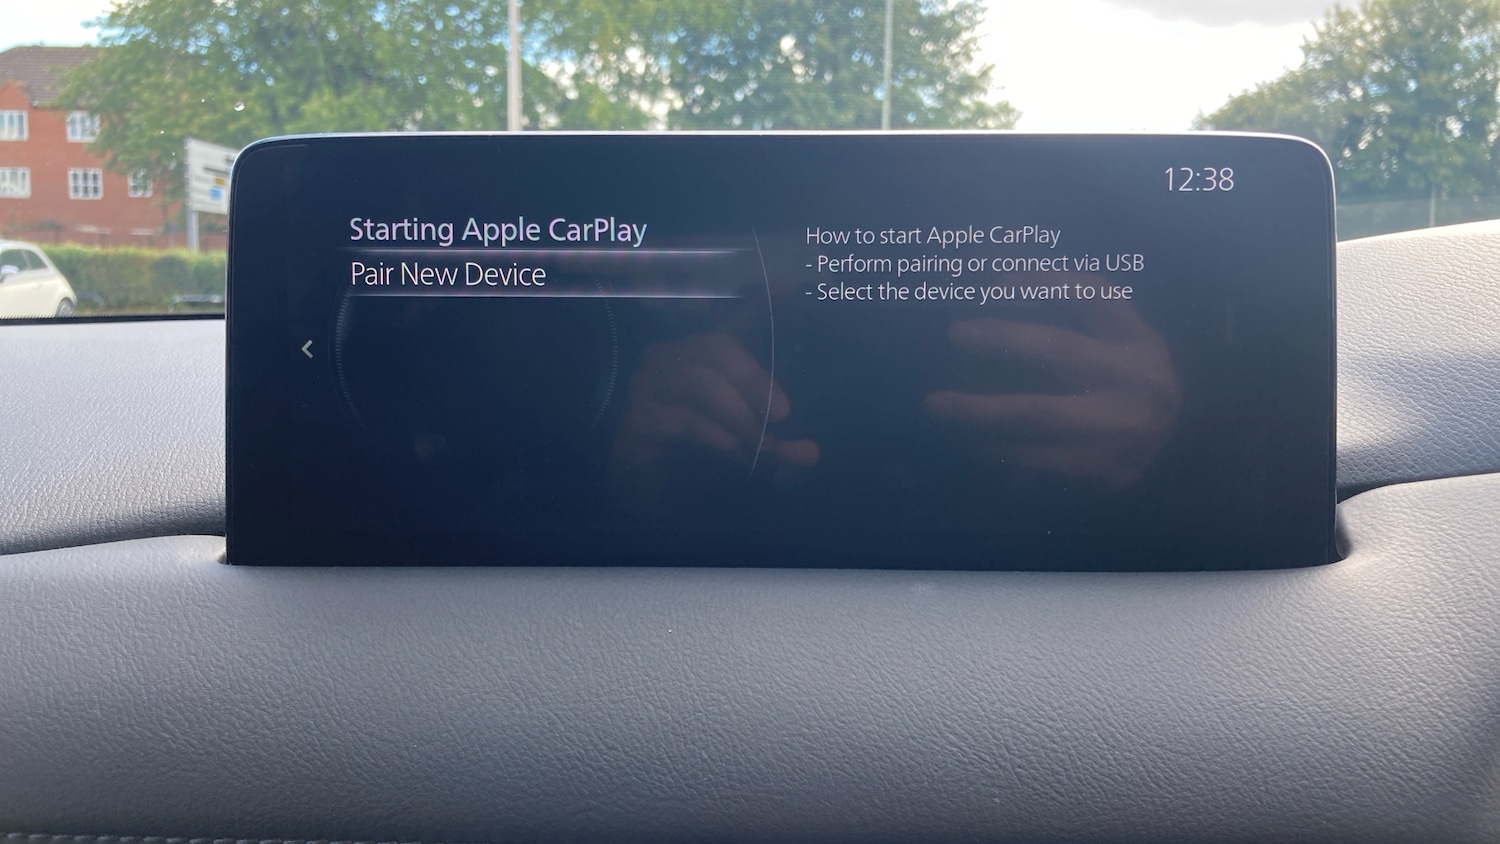 12:38
Starting Apple CarPlay
Pair New Device
How to start Apple CarPlay
- Perform pairing or connect via USB
- Select the device you want to use